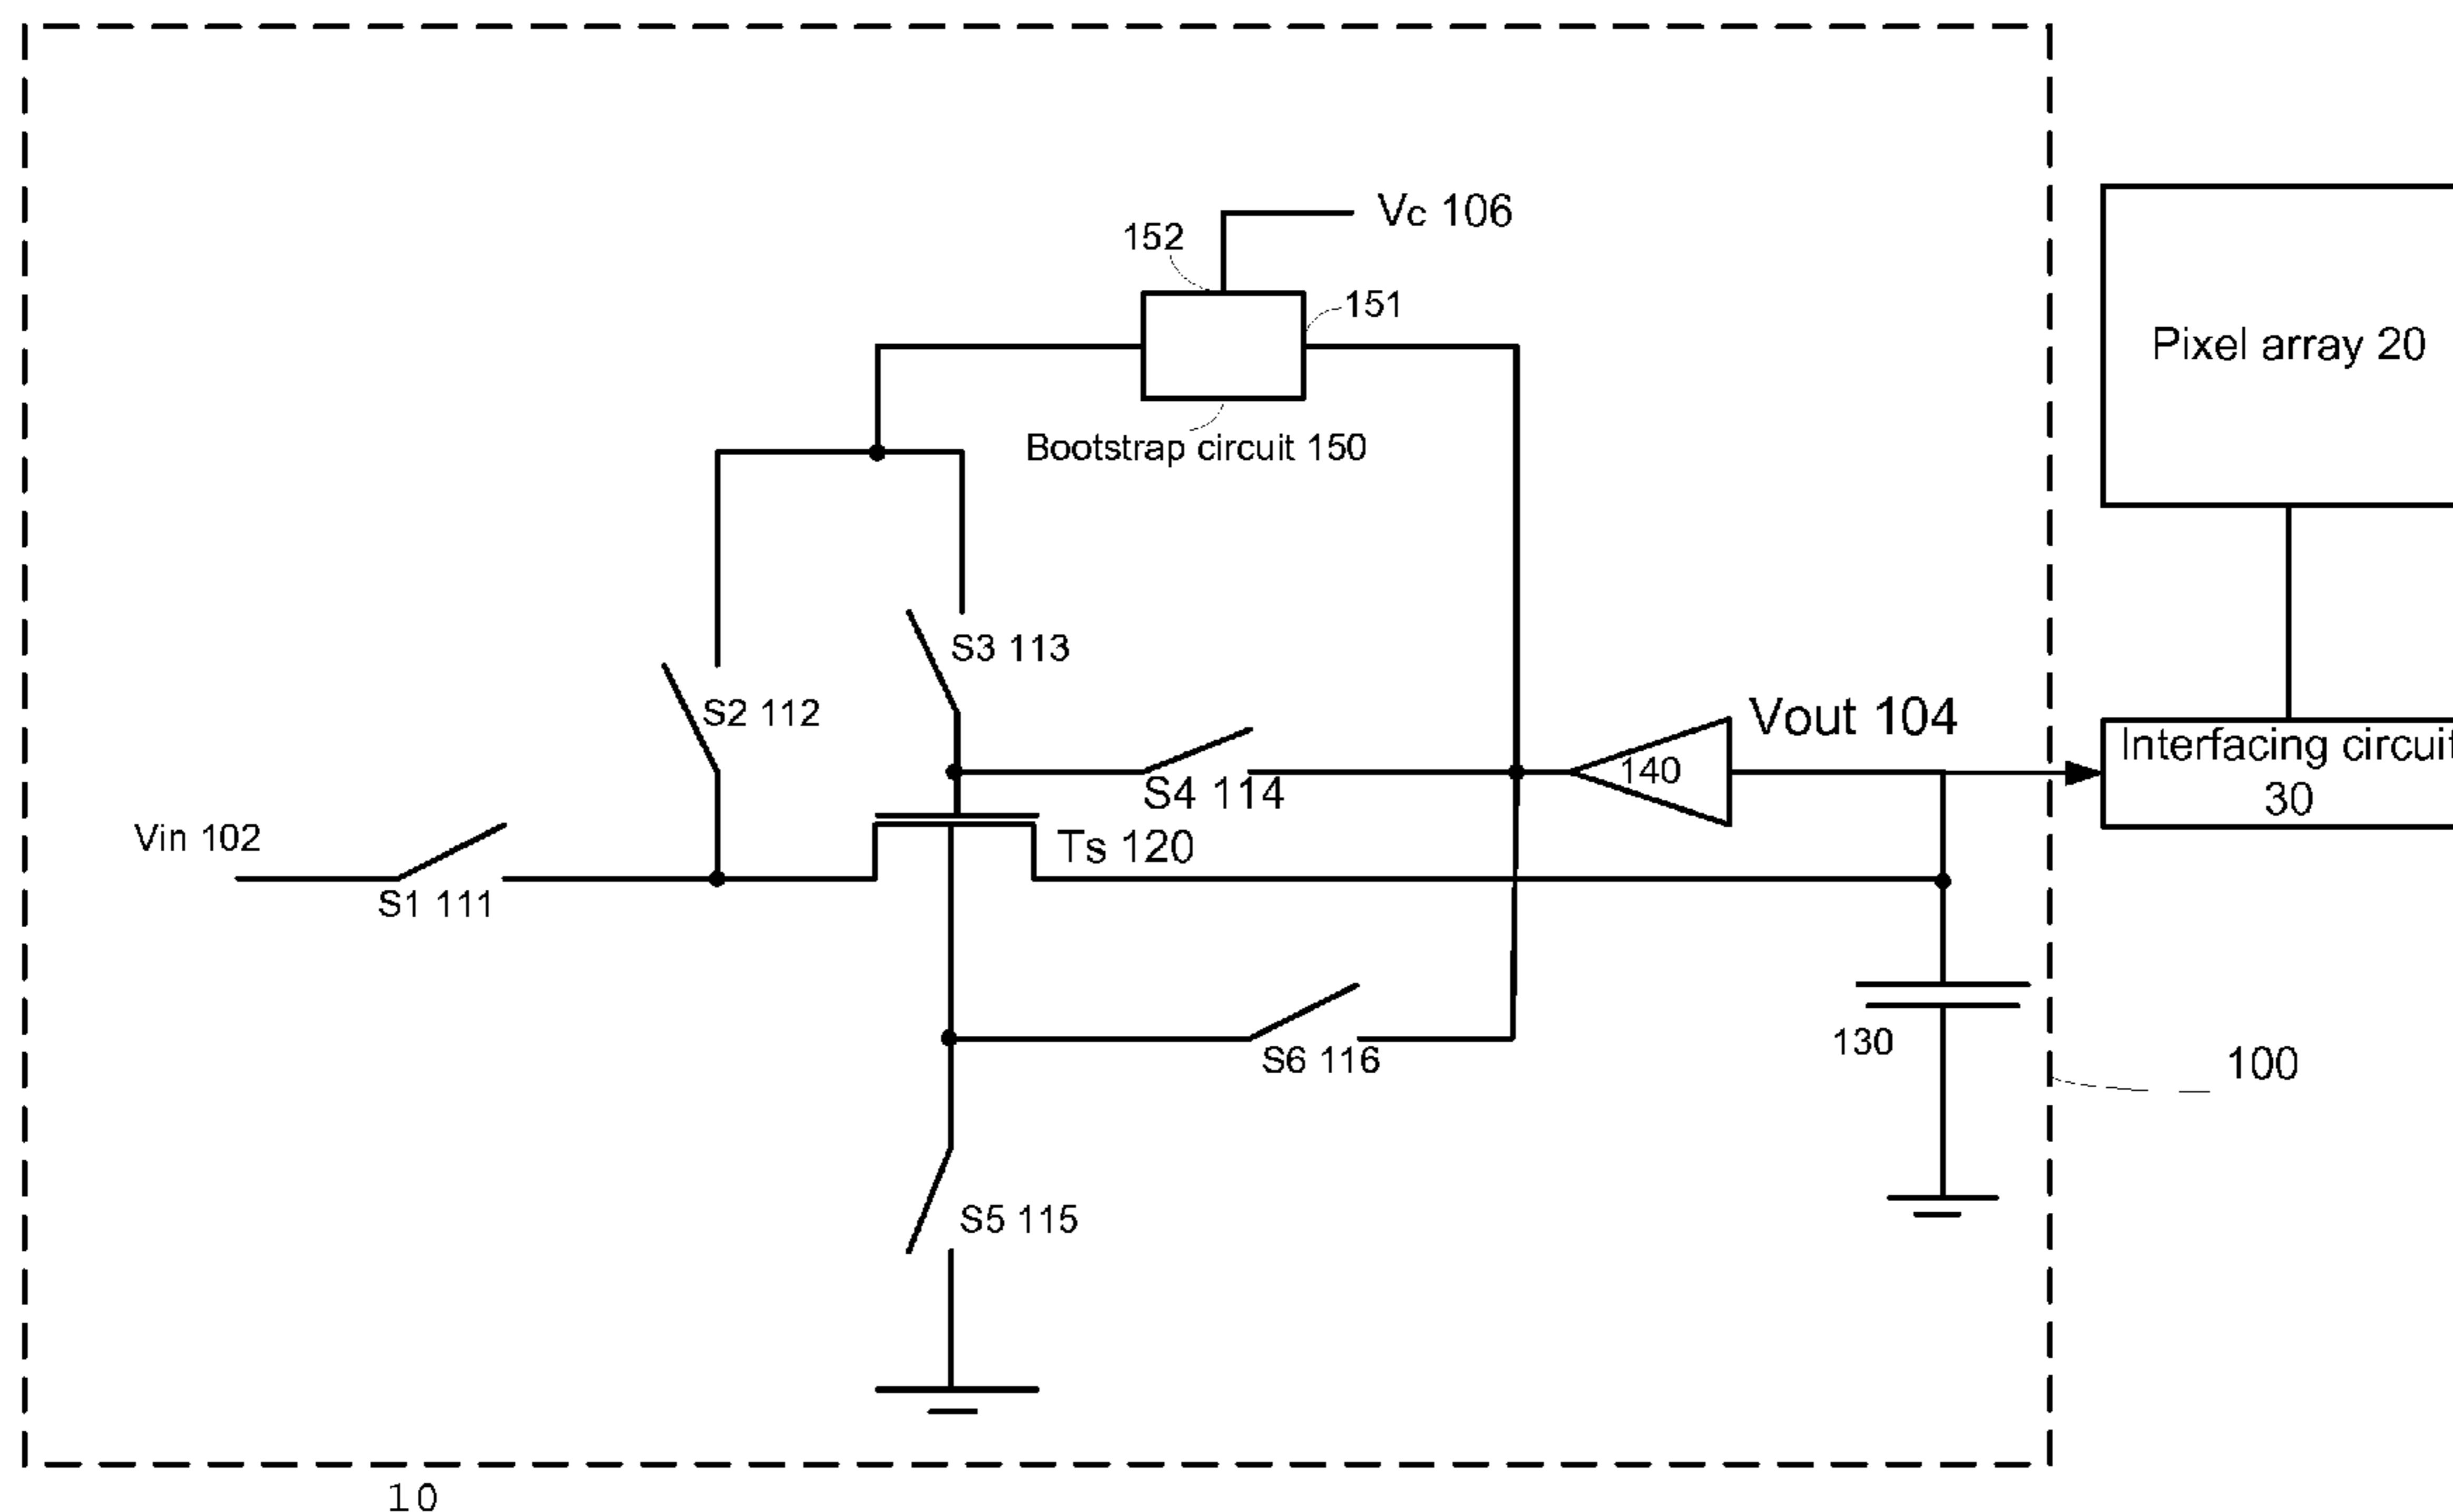 Vc 106
152
151
Pixel array 20
Bootstrap circuit 150
S3 113
S2 112
Vout 104
Interfacing circuit
30
140
S4 114
Vin 102
Ts 120
S1 111
S6 116
130
100
S5 115
10